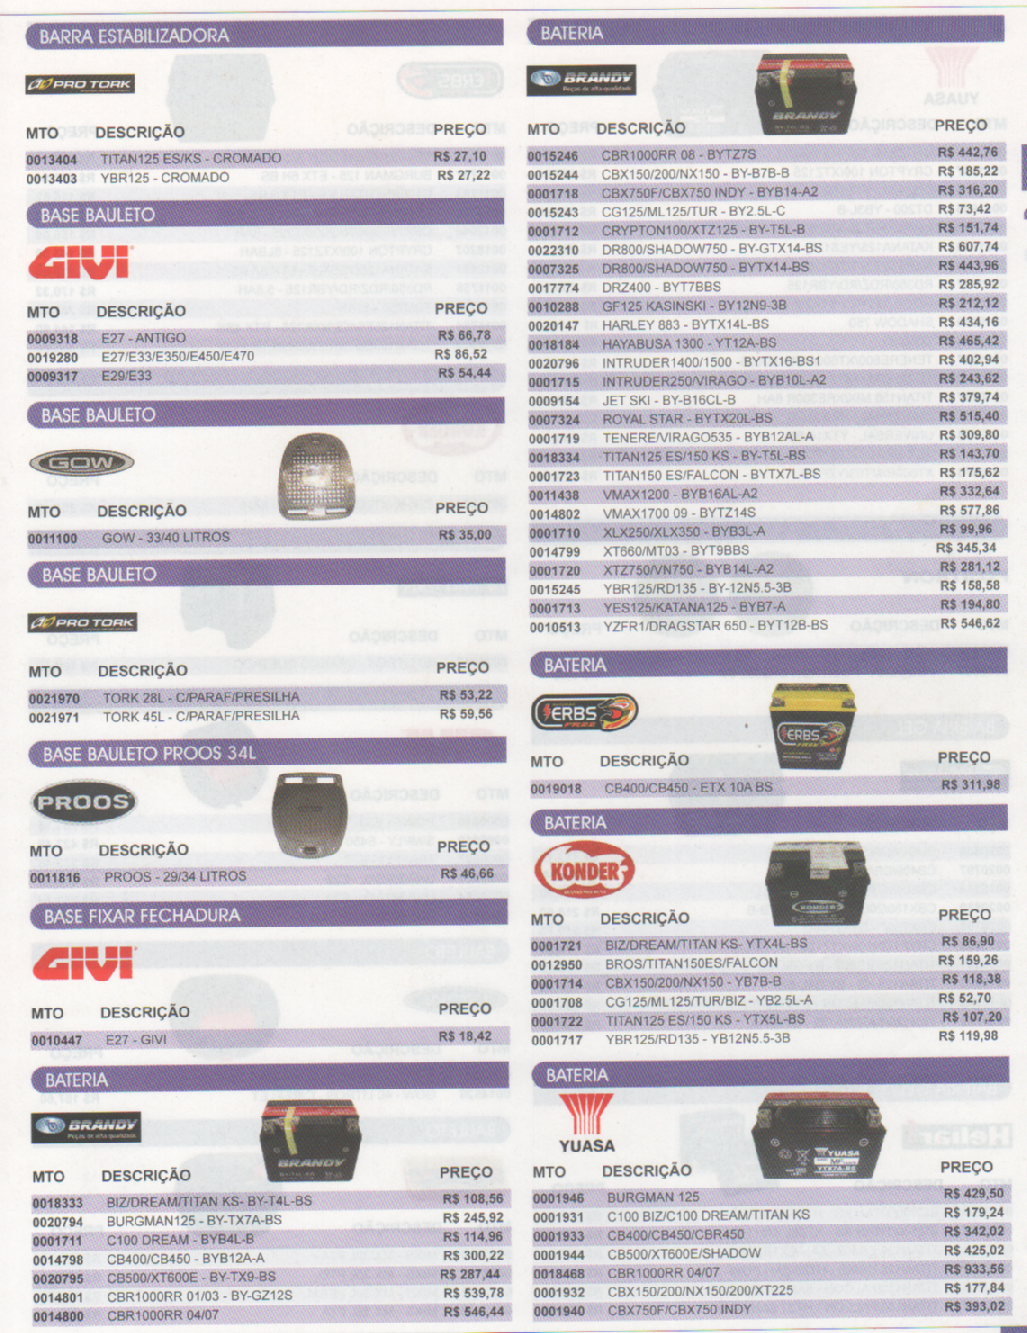 BARRA ESTABILIZADORA
PRO TORK
MTO DESCRIÇÃO PREÇO
0013404 TITAN125 ES/KS - CROMADO R$ 27,10
0013403 YBR125 - CROMADO R$ 27,22
BASE BAULETO
GIVI
MTO DESCRIÇÃO PREÇO
0009318 E27 - ANTIGO R$ 66,78
0019280 E27/E33/E350/E450/E470 R$ 86,52
0009317 E29/E33 R$ 54,44
BASE BAULETO
GOW
MTO DESCRIÇÃO PREÇO
0011100 GOW - 33/40 LITROS R$ 35,00
BASE BAULETO
PRO TORK
MTO DESCRIÇÃO PREÇO
0021970 TORK 28L - C/PARAF/PRESILHA R$ 53,22
0021971 TORK 45L - C/PARAF/PRESILHA R$ 59,56
BASE BAULETO PROOS 34L
PROOS
MTO DESCRIÇÃO PREÇO
0011816 PROOS - 29/34 LITROS R$ 46,66
BASE FIXAR FECHADURA
GIVI
MTO DESCRIÇÃO PREÇO
0010447 E27 - GIVI R$ 18,42
BATERIA
BRANDY
Peças de alta qualidade
BRANDY
MTO DESCRIÇÃO PREÇO
0018333 BIZ/DREAM/TITAN KS- BY-T4L-BS R$ 108,56
0020794 BURGMAN125 - BY-TX7A-BS R$ 245,92
0001711 C100 DREAM - BYB4L-B R$ 114,96
0014798 CB400/CB450 - BYB12A-A R$ 300,22
0020795 CB500/XT600E - BY-TX9-BS R$ 287,44
0014801 CBR1000RR 01/03 - BY-GZ12S R$ 539,78
0014800 CBR1000RR 04/07 R$ 546,44
BATERIA
BRANDY
Peças de alta qualidade
BRANDY
MTO DESCRIÇÃO PREÇO
0015246 CBR1000RR 08 - BYTZ7S R$ 442,76
0015244 CBX150/200/NX150 - BY-B7B-B R$ 185,22
0001718 CBX750F/CBX750 INDY - BYB14-A2 R$ 316,20
0015243 CG125/ML125/TUR - BY2.5L-C R$ 73,42
0001712 CRYPTON100/XTZ125 - BY-T5L-B R$ 151,74
0022310 DR800/SHADOW750 - BY-GTX14-BS R$ 607,74
0007325 DR800/SHADOW750 - BYTX14-BS R$ 443,96
0017774 DRZ400 - BYT7BBS R$ 285,92
0010288 GF125 KASINSKI - BY12N9-3B R$ 212,12
0020147 HARLEY 883 - BYTX14L-BS R$ 434,16
0018184 HAYABUSA 1300 - YT12A-BS R$ 465,42
0020796 INTRUDER1400/1500 - BYTX16-BS1 R$ 402,94
0001715 INTRUDER250/VIRAGO - BYB10L-A2 R$ 243,62
0009154 JET SKI - BY-B16CL-B R$ 379,74
0007324 ROYAL STAR - BYTX20L-BS R$ 515,40
0001719 TENERE/VIRAGO535 - BYB12AL-A R$ 309,80
0018334 TITAN125 ES/150 KS - BY-T5L-BS R$ 143,70
0001723 TITAN150 ES/FALCON - BYTX7L-BS R$ 175,62
0011438 VMAX1200 - BYB16AL-A2 R$ 332,64
0014802 VMAX1700 09 - BYTZ14S R$ 577,86
0001710 XLX250/XLX350 - BYB3L-A R$ 99,96
0014799 XT660/MT03 - BYT9BBS R$ 345,34
0001720 XTZ750/VN750 - BYB14L-A2 R$ 281,12
0015245 YBR125/RD135 - BY-12N5.5-3B R$ 158,58
0001713 YES125/KATANA125 - BYB7-A R$ 194,80
0010513 YZFR1/DRAGSTAR 650 - BYT12B-BS R$ 546,62
BATERIA
ERBS
FREE
ERBS
MTO DESCRIÇÃO PREÇO
0019018 CB400/CB450 - ETX 10A BS R$ 311,98
BATERIA
KONDER
KONDER
MTO DESCRIÇÃO PREÇO
0001721 BIZ/DREAM/TITAN KS- YTX4L-BS R$ 86,90
0012950 BROS/TITAN150ES/FALCON R$ 159,26
0001714 CBX150/200/NX150 - YB7B-B R$ 118,38
0001708 CG125/ML125/TUR/BIZ - YB2.5L-A R$ 52,70
0001722 TITAN125 ES/150 KS - YTX5L-BS R$ 107,20
0001717 YBR125/RD135 - YB12N5.5-3B R$ 119,98
BATERIA
YUASA
YUASA
YTX7A-BS
MTO DESCRIÇÃO PREÇO
0001946 BURGMAN 125 R$ 429,50
0001931 C100 BIZ/C100 DREAM/TITAN KS R$ 179,24
0001933 CB400/CB450/CBR450 R$ 342,02
0001944 CB500/XT600E/SHADOW R$ 425,02
0018468 CBR1000RR 04/07 R$ 933,56
0001932 CBX150/200/NX150/200/XT225 R$ 177,84
0001940 CBX750F/CBX750 INDY R$ 393,02